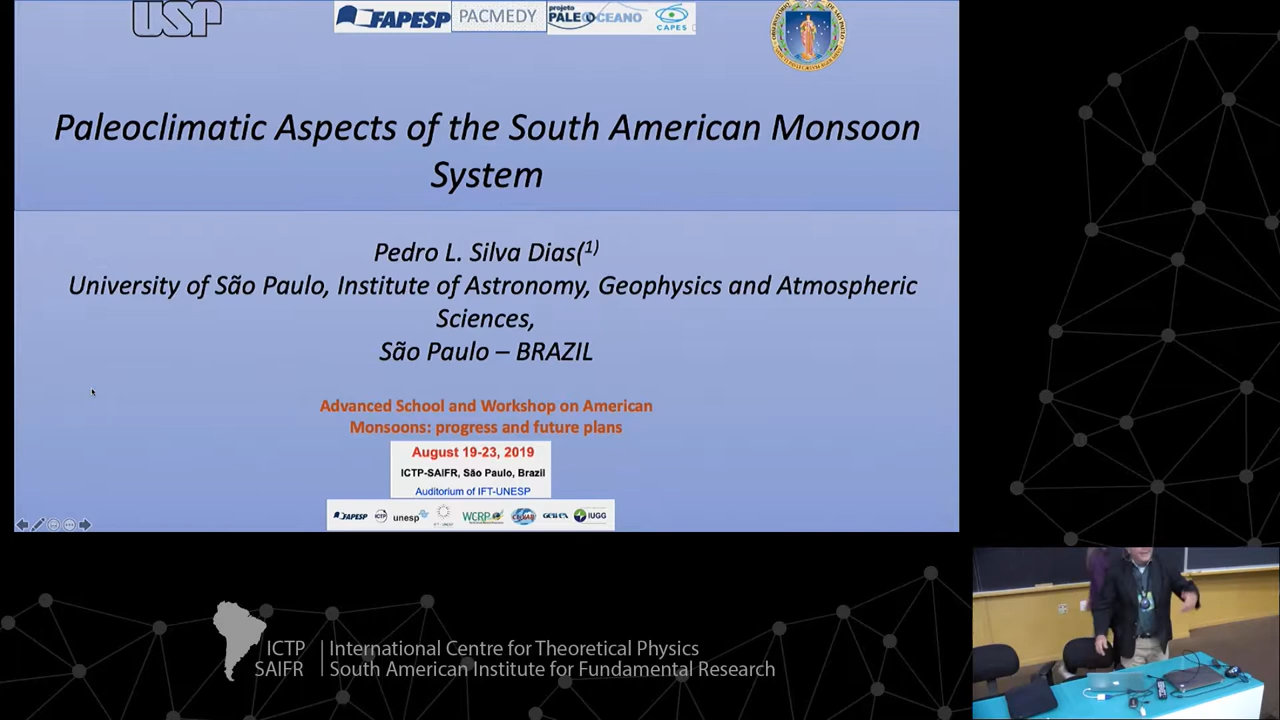 USP
FAPESP
PACMEDY
projeto
PALEOCEANO
CAPES
Paleoclimatic Aspects of the South American Monsoon
System
Pedro L. Silva Dias(1)
University of São Paulo, Institute of Astronomy, Geophysics and Atmospheric
Sciences,
São Paulo – BRAZIL
Advanced School and Workshop on American
Monsoons: progress and future plans
August 19-23, 2019
ICTP-SAIFR, São Paulo, Brazil
Auditorium of IFT-UNESP
FAPESP
ICTP
unesp
WCRP
CLIVAR
GEWEX
IUGG
ICTP
SAIFR
International Centre for Theoretical Physics
South American Institute for Fundamental Research